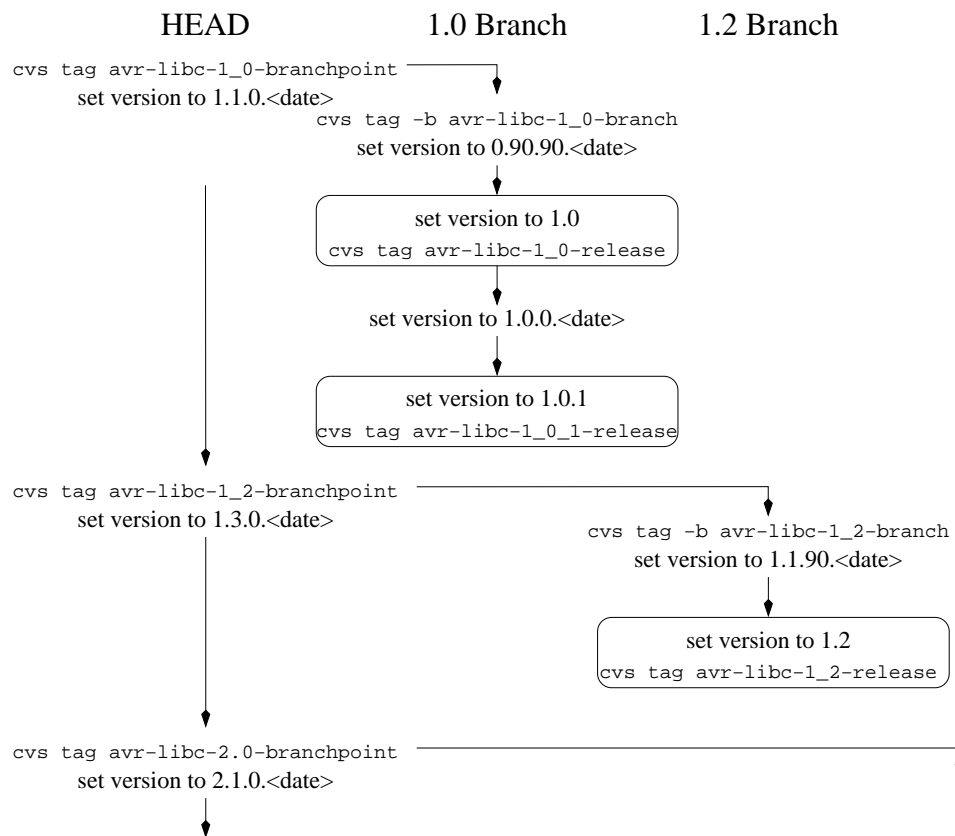 HEAD 1.0 Branch 1.2 Branch
cvs tag avr-libc-1_0-branchpoint
set version to 1.1.0.<date>
cvs tag -b avr-libc-1_0-branch
set version to 0.90.90.<date>
set version to 1.0
cvs tag avr-libc-1_0-release
set version to 1.0.0.<date>
set version to 1.0.1
cvs tag avr-libc-1_0_1-release
cvs tag avr-libc-1_2-branchpoint
set version to 1.3.0.<date>
cvs tag -b avr-libc-1_2-branch
set version to 1.1.90.<date>
set version to 1.2
cvs tag avr-libc-1_2-release
cvs tag avr-libc-2.0-branchpoint
set version to 2.1.0.<date>